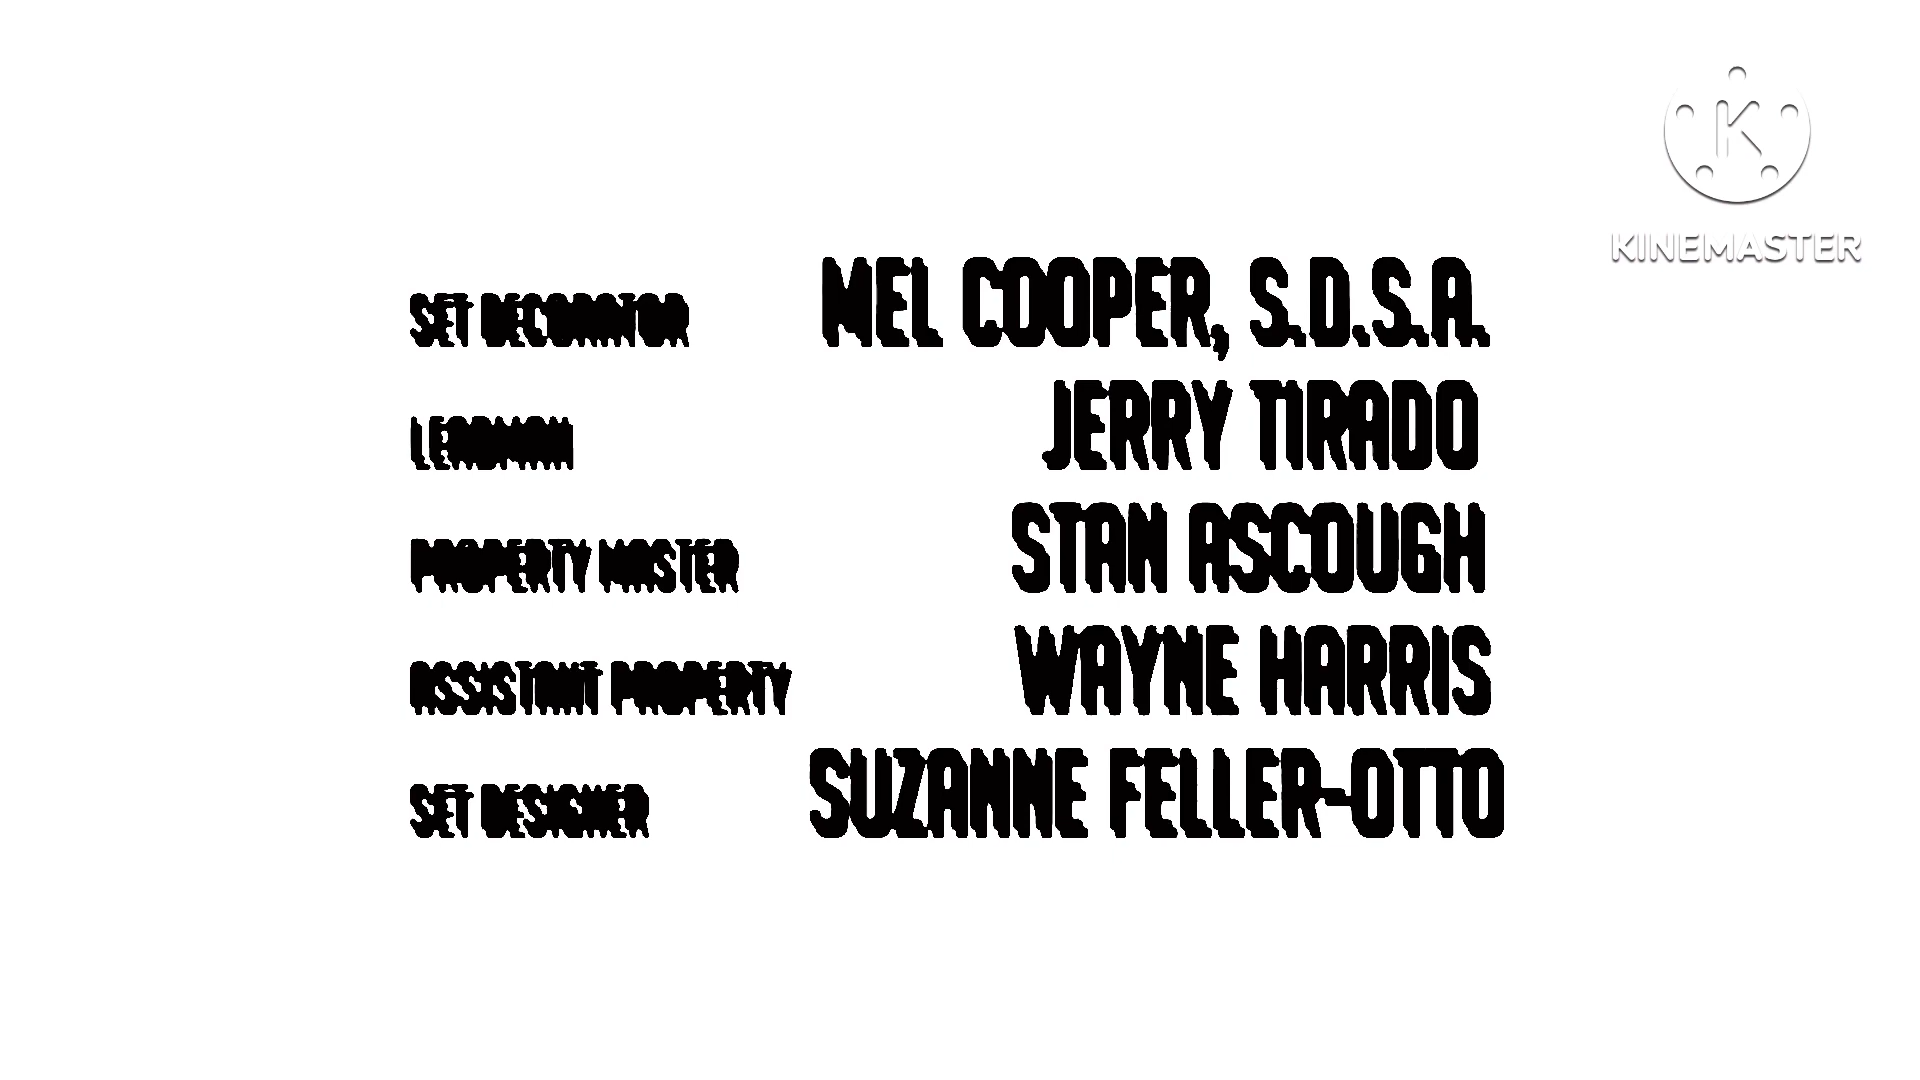 KINEMASTER
SET DECORATOR MEL COOPER, S.D.S.A.
LEADMAN JERRY TIRADO
PROPERTY MASTER STAN ASCOUGH
ASSISTANT PROPERTY WAYNE HARRIS
SET DESIGNER SUZANNE FELLER-OTTO